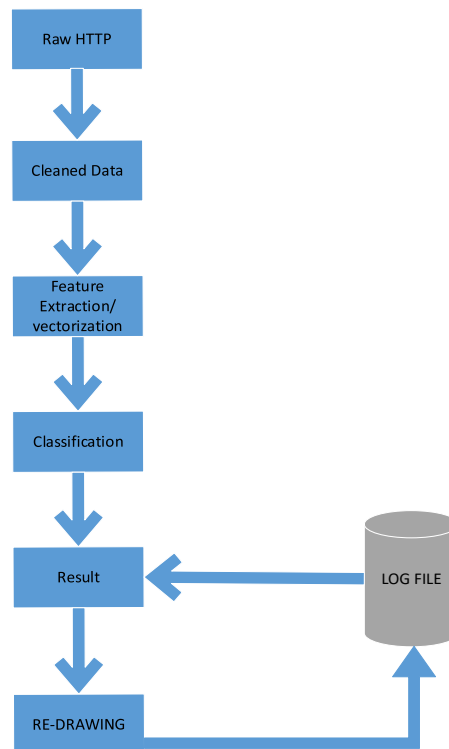 Raw HTTP
Cleaned Data
Feature
Extraction/
vectorization
Classification
Result
LOG FILE
RE-DRAWING